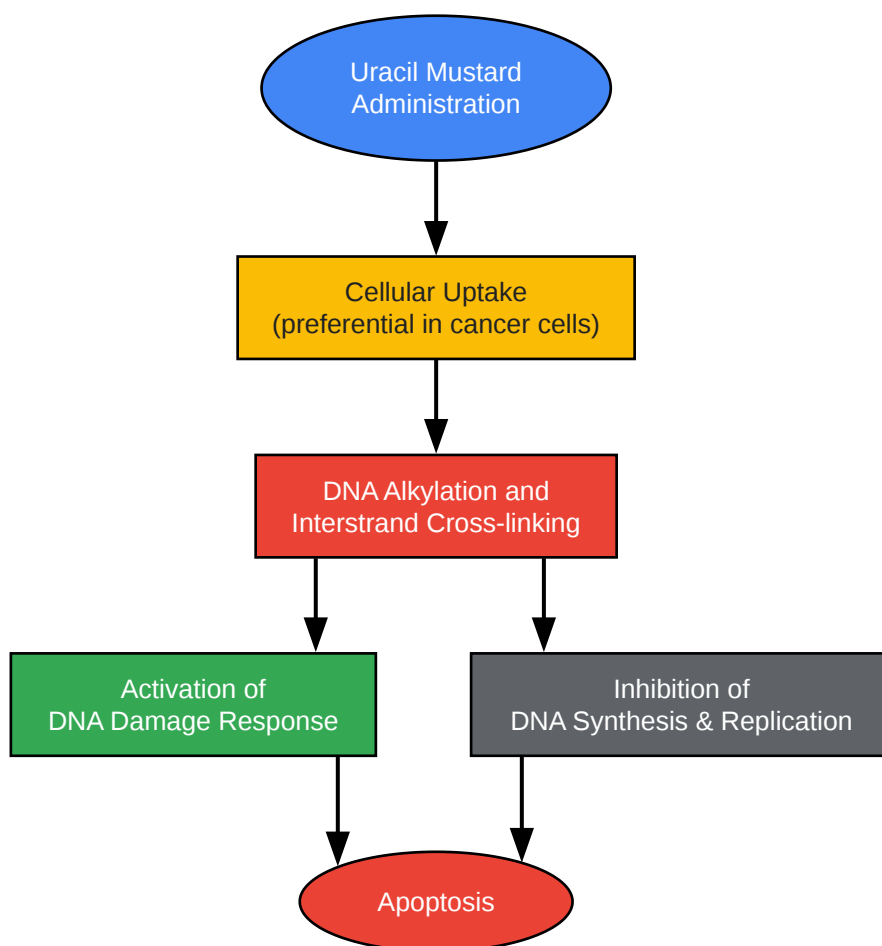 Uracil Mustard
Administration
Cellular Uptake
(preferential in cancer cells)
DNA Alkylation and
Interstrand Cross-linking
Activation of
DNA Damage Response
Inhibition of
DNA Synthesis & Replication
Apoptosis